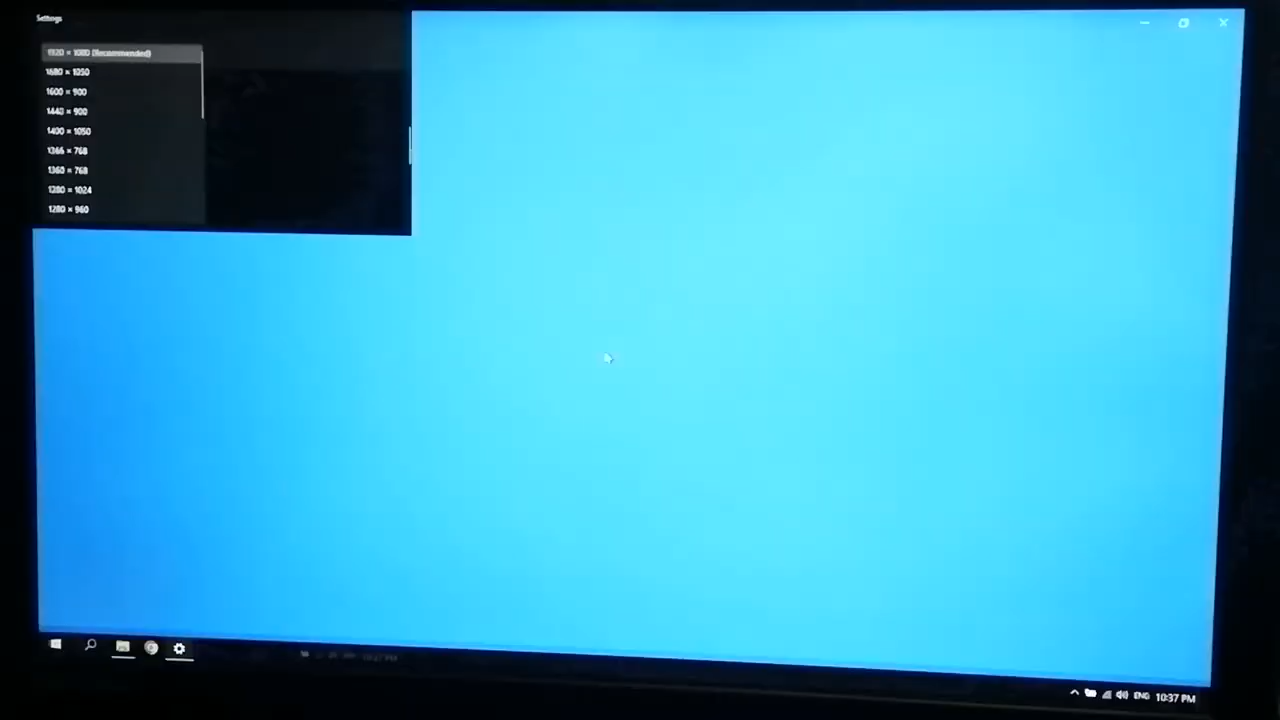 Settings
1920 × 1080 (Recommended)
1680 × 1050
1600 × 900
1440 × 900
1400 × 1050
1366 × 768
1360 × 768
1280 × 1024
1280 × 960
ENG 10:37 PM